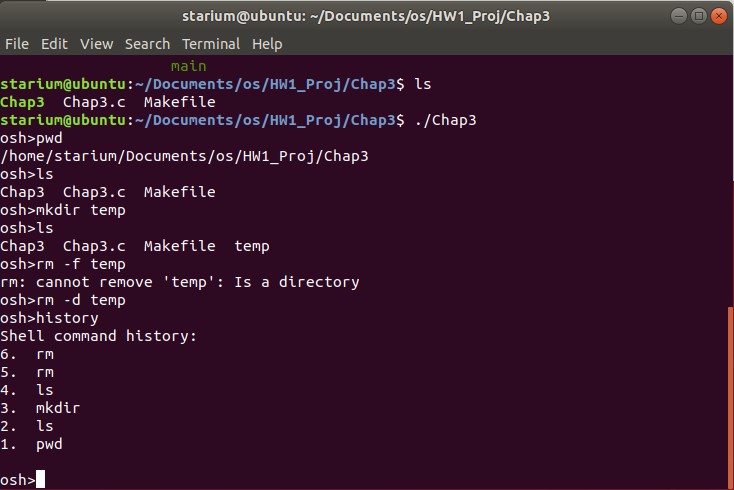 starium@ubuntu: ~/Documents/os/HW1_Proj/Chap3
File Edit View Search Terminal Help
main
starium@ubuntu:~/Documents/os/HW1_Proj/Chap3$ ls
Chap3  Chap3.c  Makefile
starium@ubuntu:~/Documents/os/HW1_Proj/Chap3$ ./Chap3
osh>pwd
/home/starium/Documents/os/HW1_Proj/Chap3
osh>ls
Chap3  Chap3.c  Makefile
osh>mkdir temp
osh>ls
Chap3  Chap3.c  Makefile  temp
osh>rm -f temp
rm: cannot remove 'temp': Is a directory
osh>rm -d temp
osh>history
Shell command history:
6.  rm
5.  rm
4.  ls
3.  mkdir
2.  ls
1.  pwd
osh>